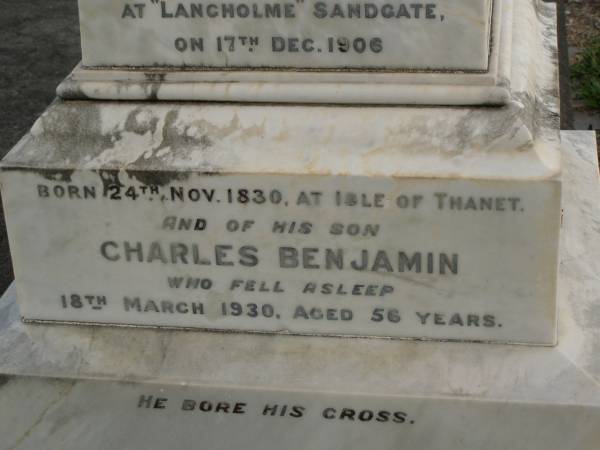 AT "LANGHOLME" SANDGATE,
ON 17TH DEC. 1906
BORN 24TH NOV. 1830, AT ISLE OF THANET.
AND OF HIS SON
CHARLES BENJAMIN
WHO FELL ASLEEP
18TH MARCH 1930, AGED 56 YEARS.
HE BORE HIS CROSS.